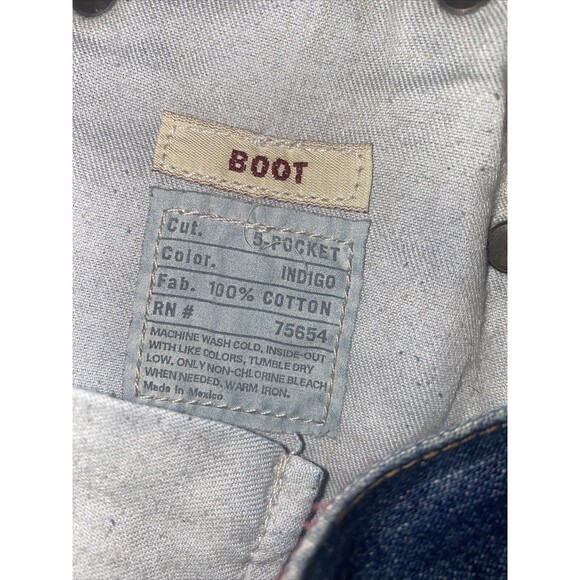 BOOT
Cut. 5-POCKET
Color. INDIGO
Fab. 100% COTTON
RN # 75654
MACHINE WASH COLD, INSIDE-OUT
WITH LIKE COLORS, TUMBLE DRY
LOW. ONLY NON-CHLORINE BLEACH
WHEN NEEDED. WARM IRON.
Made in Mexico